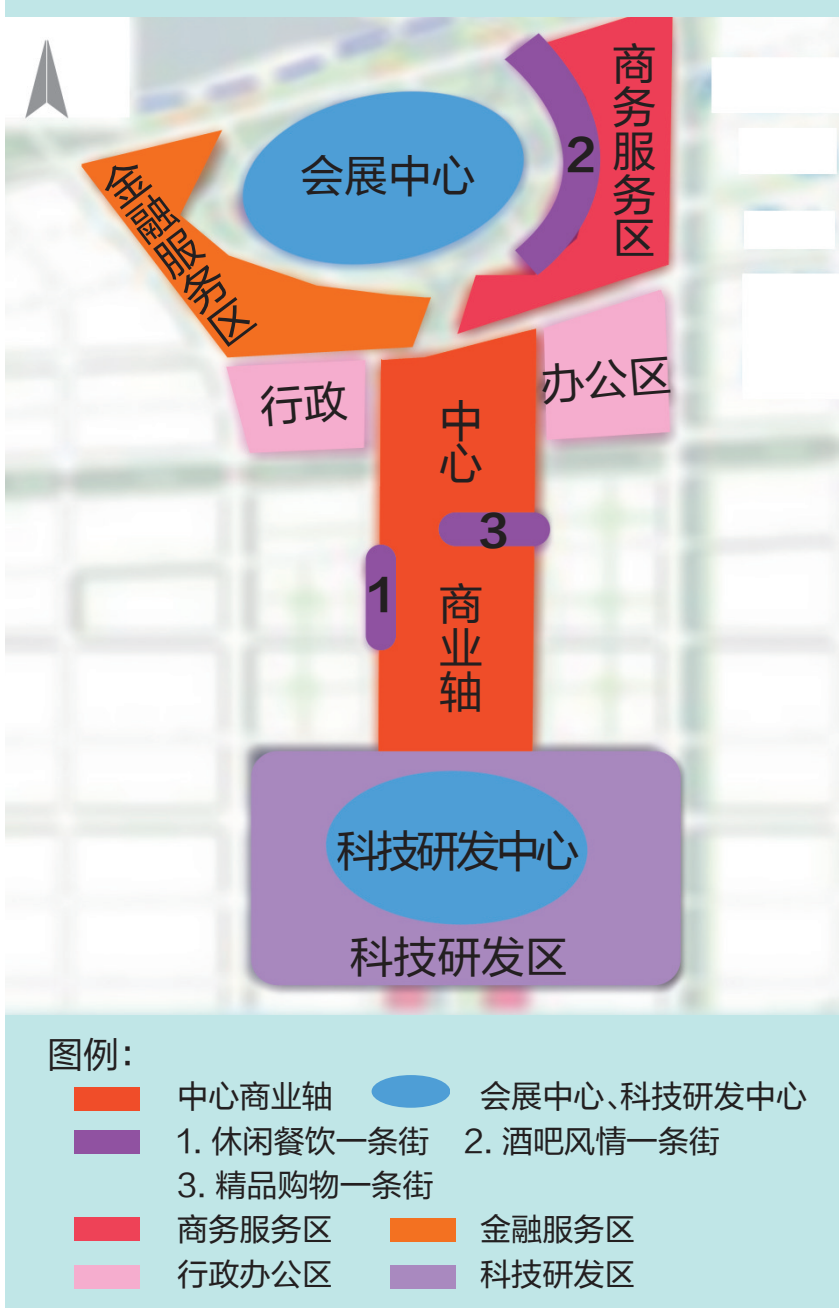 商务服务区
2
会展中心
金融服务区
行政
办公区
中心
3
1
商业轴
科技研发中心
科技研发区
图例：
中心商业轴 会展中心、科技研发中心
1. 休闲餐饮一条街 2. 酒吧风情一条街
3. 精品购物一条街
商务服务区 金融服务区
行政办公区 科技研发区